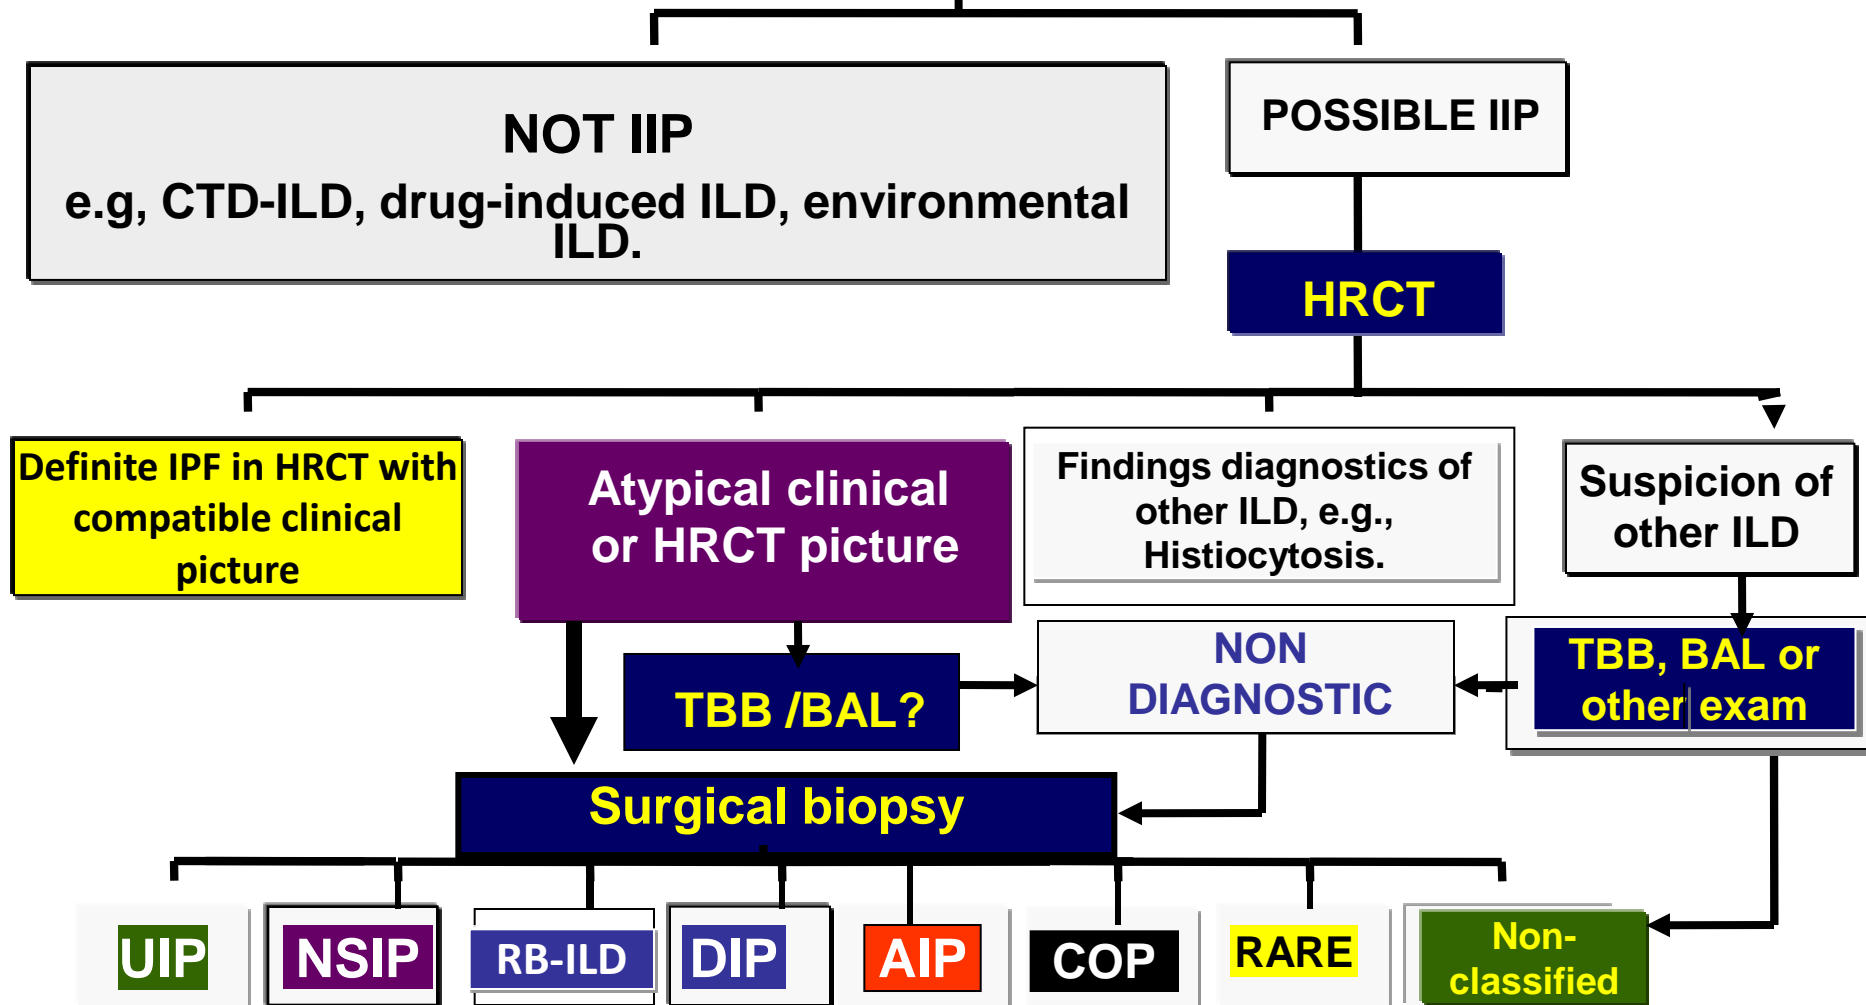 NOT IIP
e.g, CTD-ILD, drug-induced ILD, environmental
ILD.
POSSIBLE IIP
HRCT
Definite IPF in HRCT with
compatible clinical
picture
Atypical clinical
or HRCT picture
Findings diagnostics of
other ILD, e.g.,
Histiocytosis.
Suspicion of
other ILD
TBB /BAL?
NON
DIAGNOSTIC
TBB, BAL or
other exam
Surgical biopsy
UIP
NSIP
RB-ILD
DIP
AIP
COP
RARE
Non-
classified